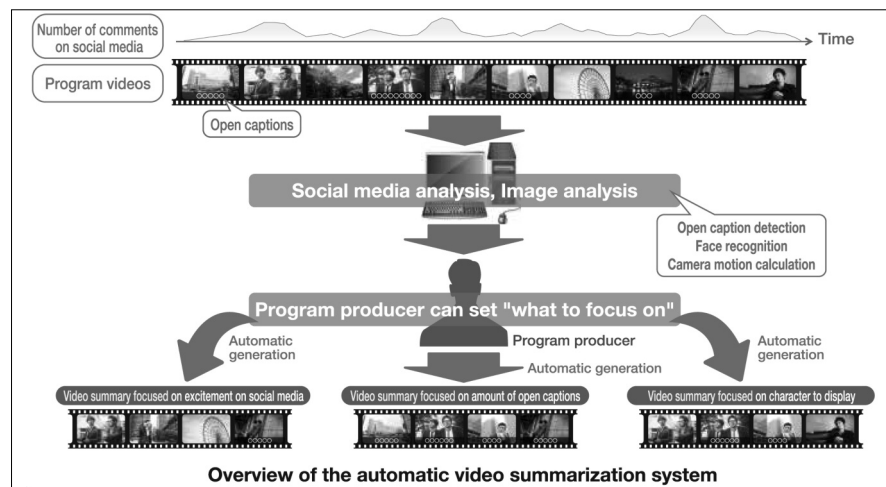 Number of comments
on social media
Time
Program videos
Open captions
Social media analysis, Image analysis
Open caption detection
Face recognition
Camera motion calculation
Program producer can set "what to focus on"
Program producer
Automatic
generation
Automatic generation
Automatic
generation
Video summary focused on excitement on social media
Video summary focused on amount of open captions
Video summary focused on character to display
Overview of the automatic video summarization system